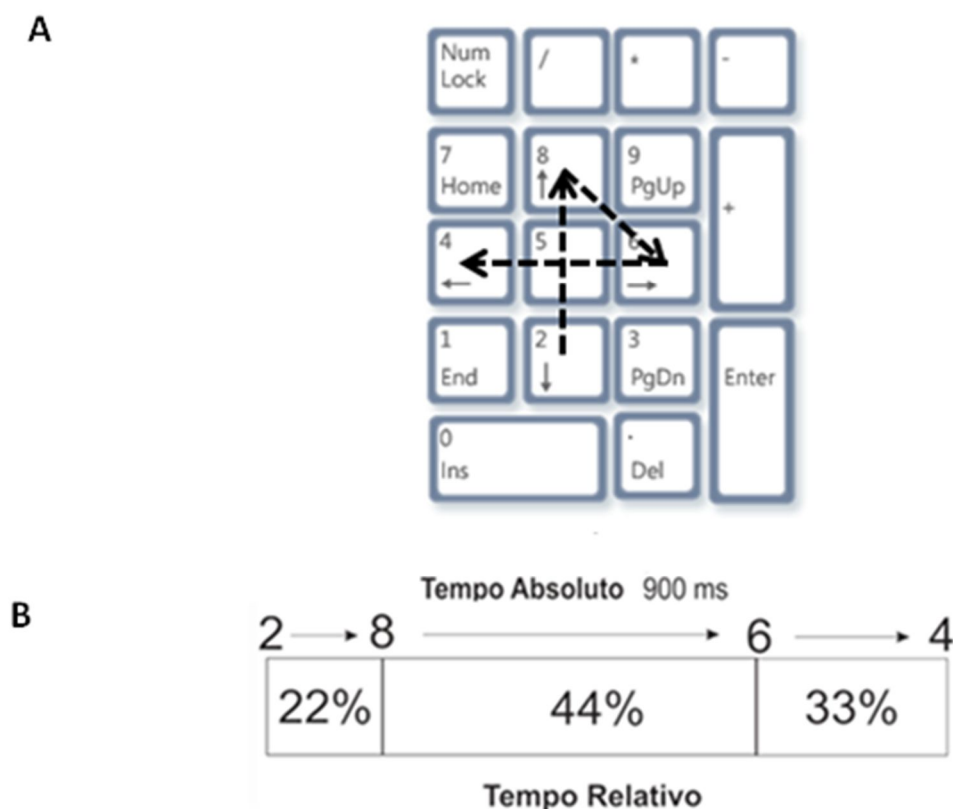 A
Num Lock / * -
7 Home 8 ↑ 9 PgUp +
4 ← 5 6 →
1 End 2 ↓ 3 PgDn Enter
0 Ins . Del
B
Tempo Absoluto 900 ms
2 → 8 → 6 → 4
22% 44% 33%
Tempo Relativo